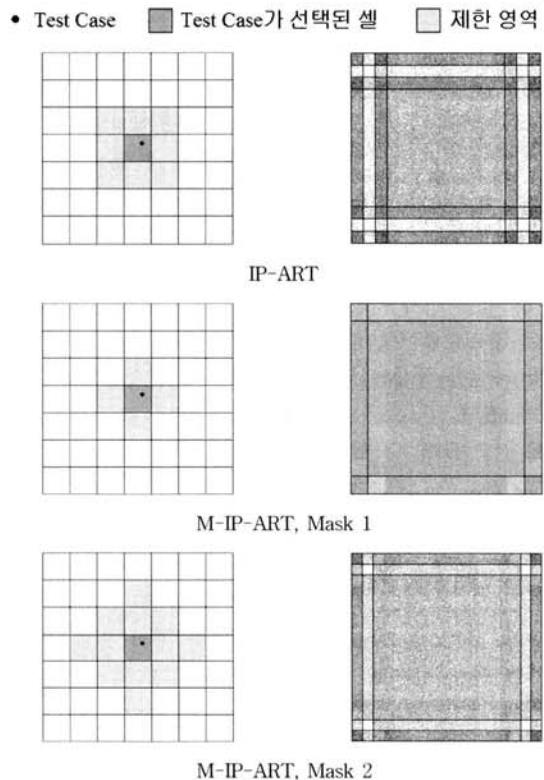 ● Test Case Test Case가 선택된 셀 제한 영역
IP-ART
M-IP-ART, Mask 1
M-IP-ART, Mask 2